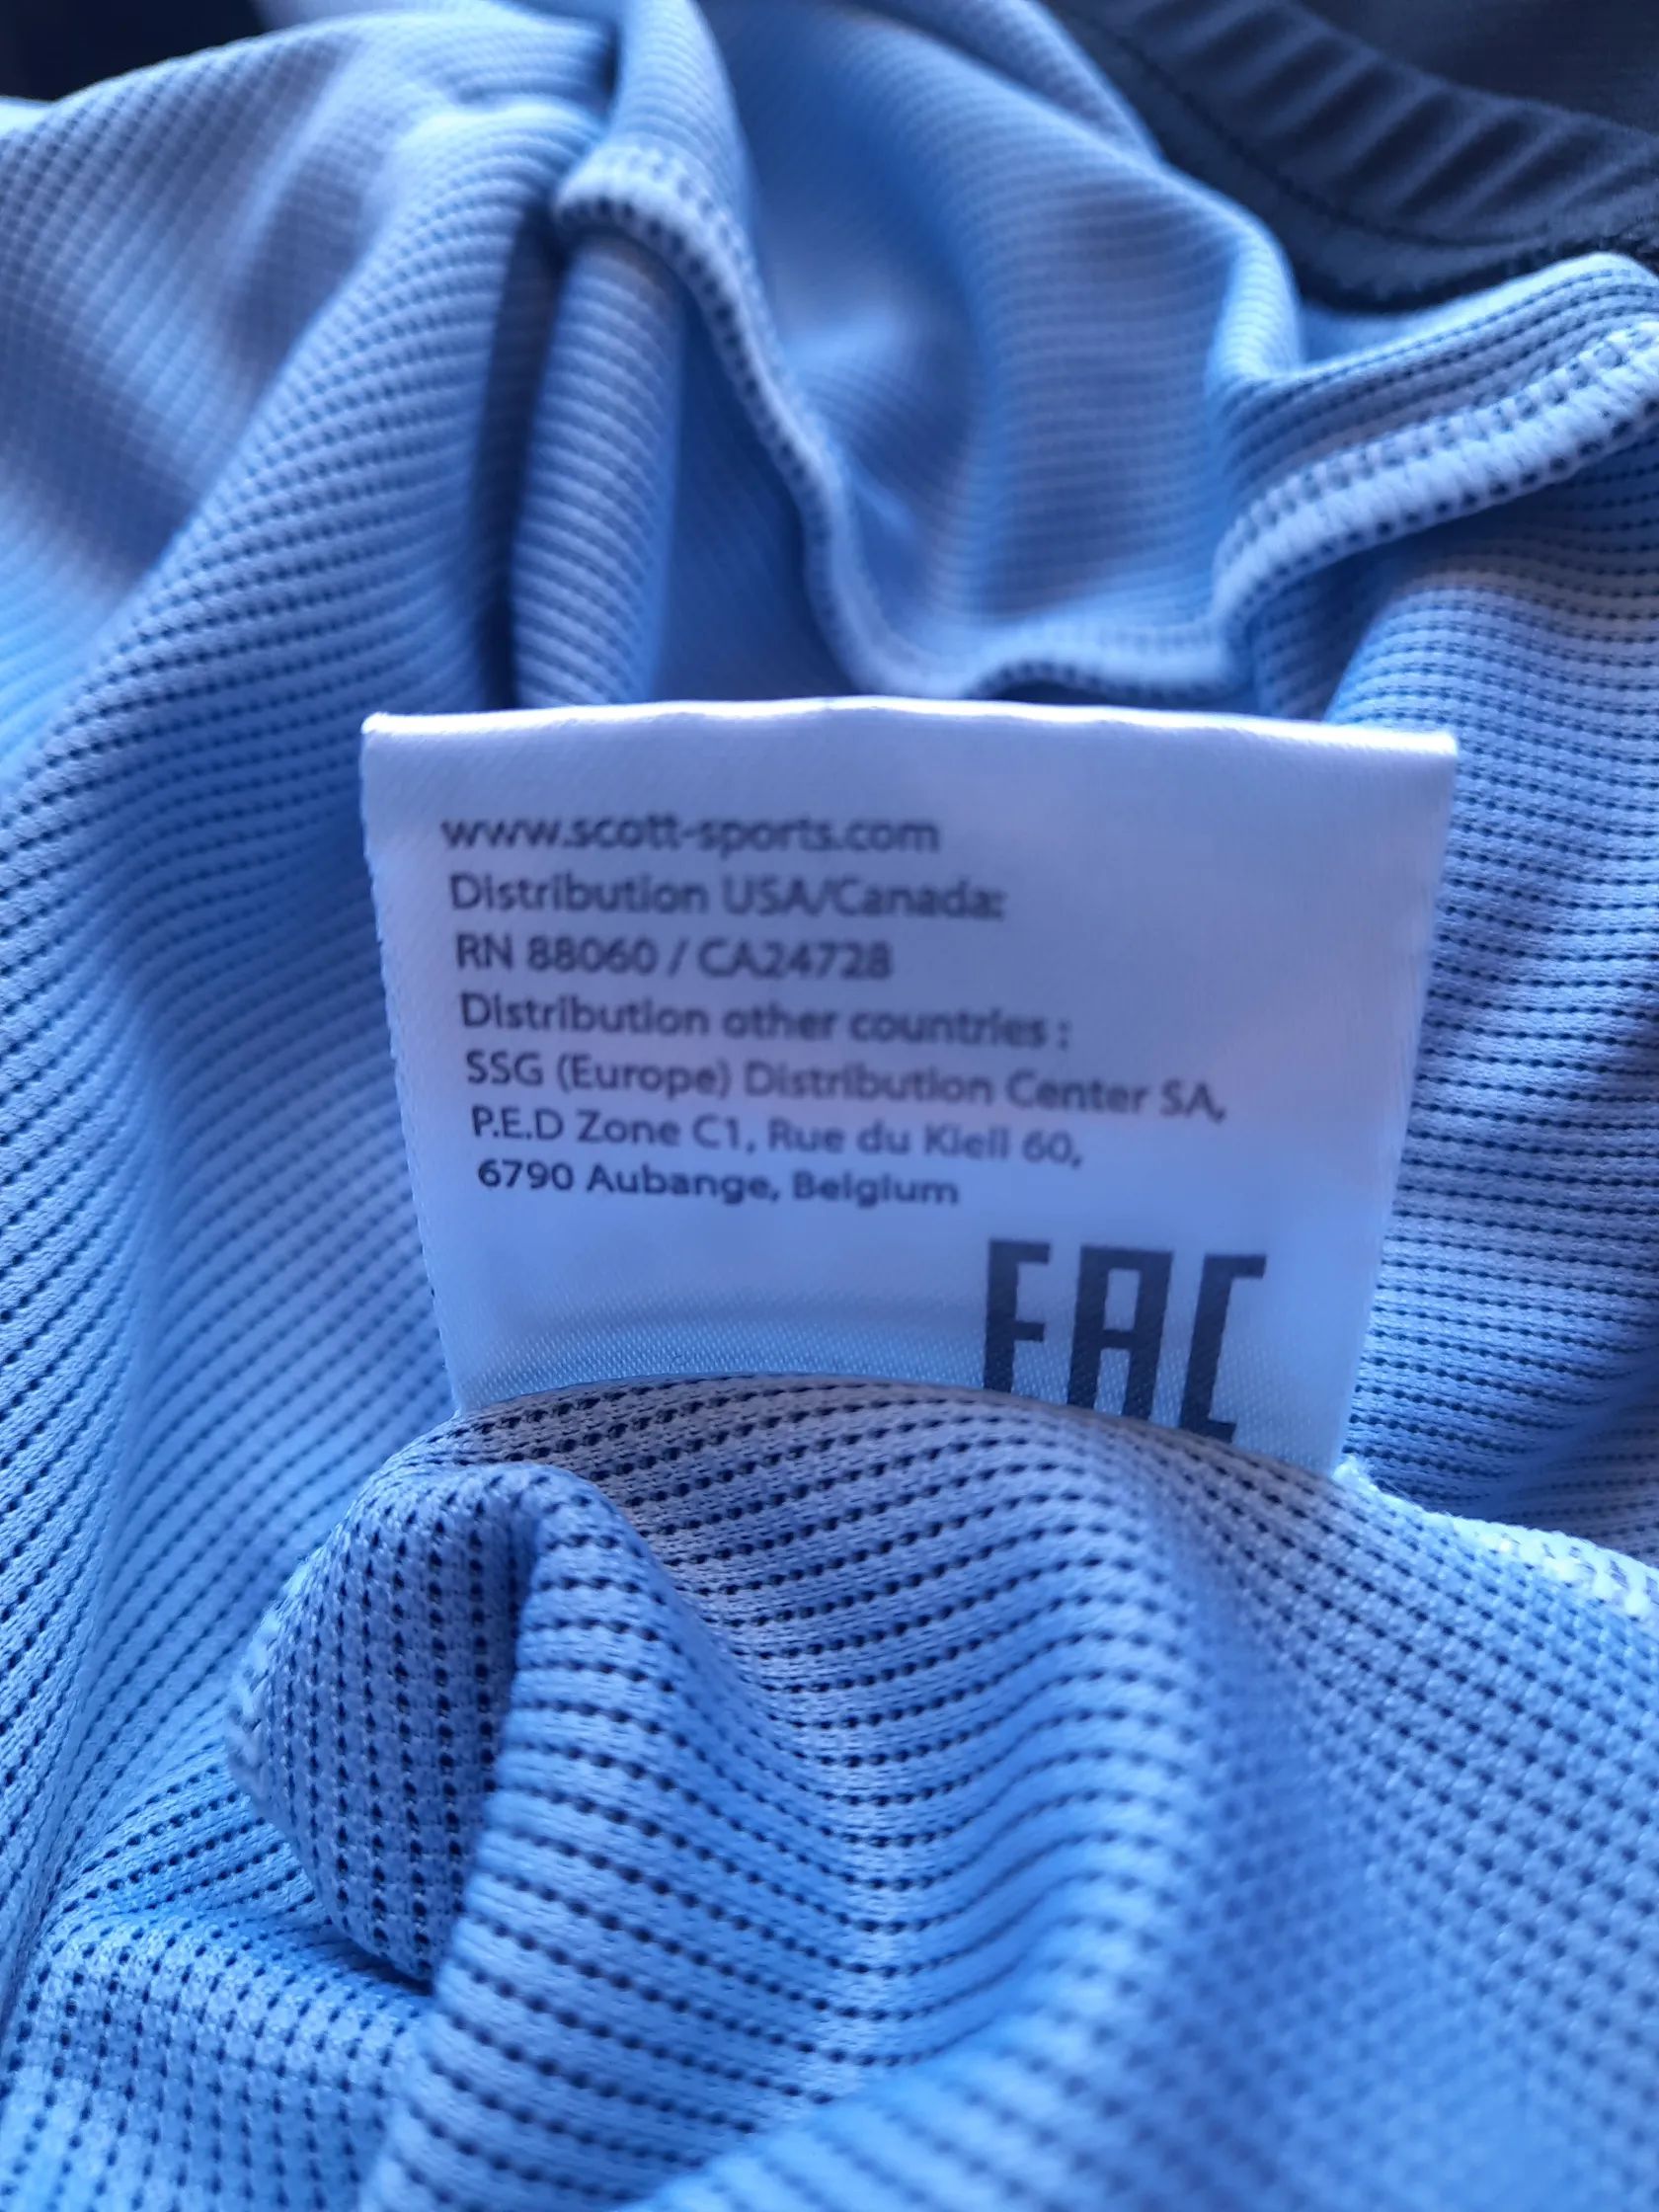 www.scott-sports.com
Distribution USA/Canada:
RN 88060 / CA24728
Distribution other countries :
SSG (Europe) Distribution Center SA,
P.E.D Zone C1, Rue du Kiell 60,
6790 Aubange, Belgium
EAC